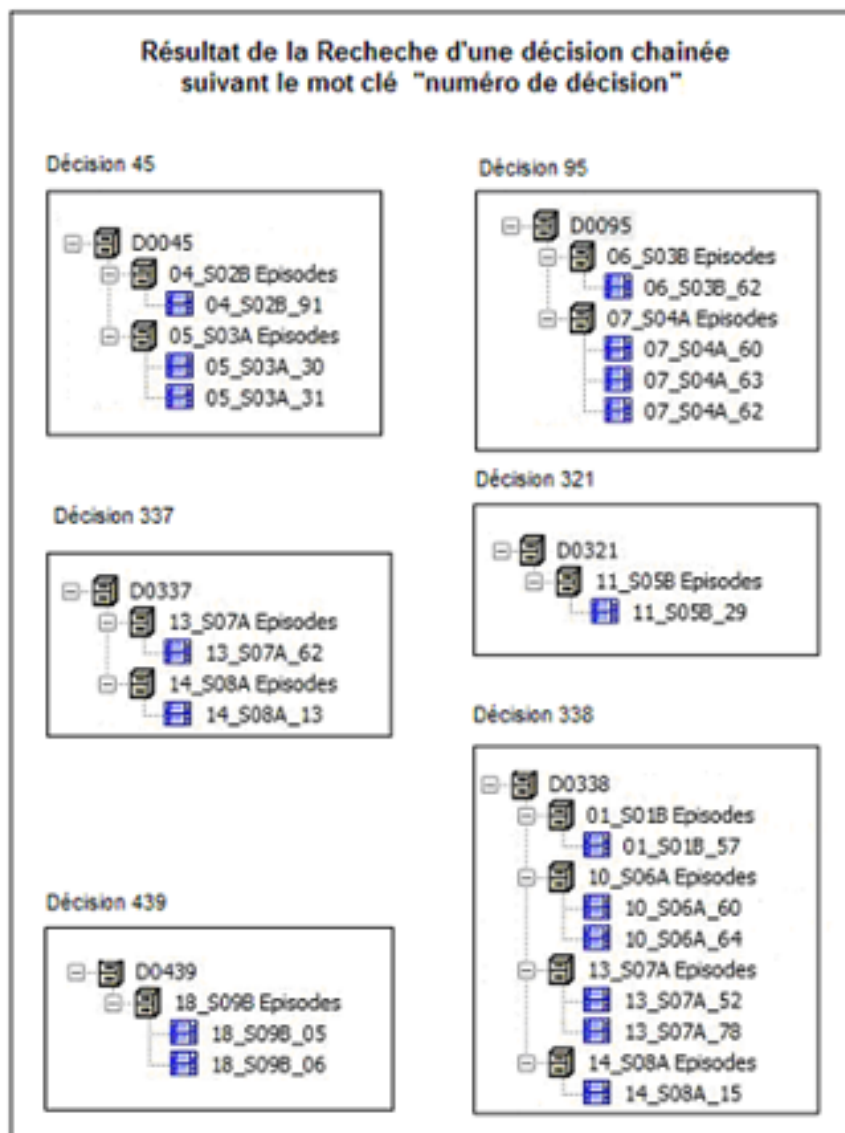 Résultat de la Recheche d'une décision chainée
suivant le mot clé "numéro de décision"
Décision 45
D0045
04_S02B Episodes
04_S02B_91
05_S03A Episodes
05_S03A_30
05_S03A_31
Décision 95
D0095
06_S03B Episodes
06_S03B_62
07_S04A Episodes
07_S04A_60
07_S04A_63
07_S04A_62
Décision 337
D0337
13_S07A Episodes
13_S07A_62
14_S08A Episodes
14_S08A_13
Décision 321
D0321
11_S05B Episodes
11_S05B_29
Décision 439
D0439
18_S09B Episodes
18_S09B_05
18_S09B_06
Décision 338
D0338
01_S01B Episodes
01_S01B_57
10_S06A Episodes
10_S06A_60
10_S06A_64
13_S07A Episodes
13_S07A_52
13_S07A_78
14_S08A Episodes
14_S08A_15